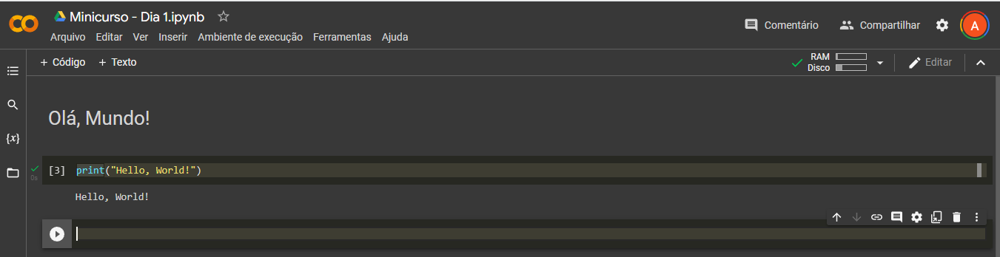 Minicurso - Dia 1.ipynb
Arquivo Editar Ver Inserir Ambiente de execução Ferramentas Ajuda
Comentário Compartilhar A
+ Código + Texto
RAM
Disco
Editar
{x}
Olá, Mundo!
[3] print("Hello, World!")
0s
Hello, World!